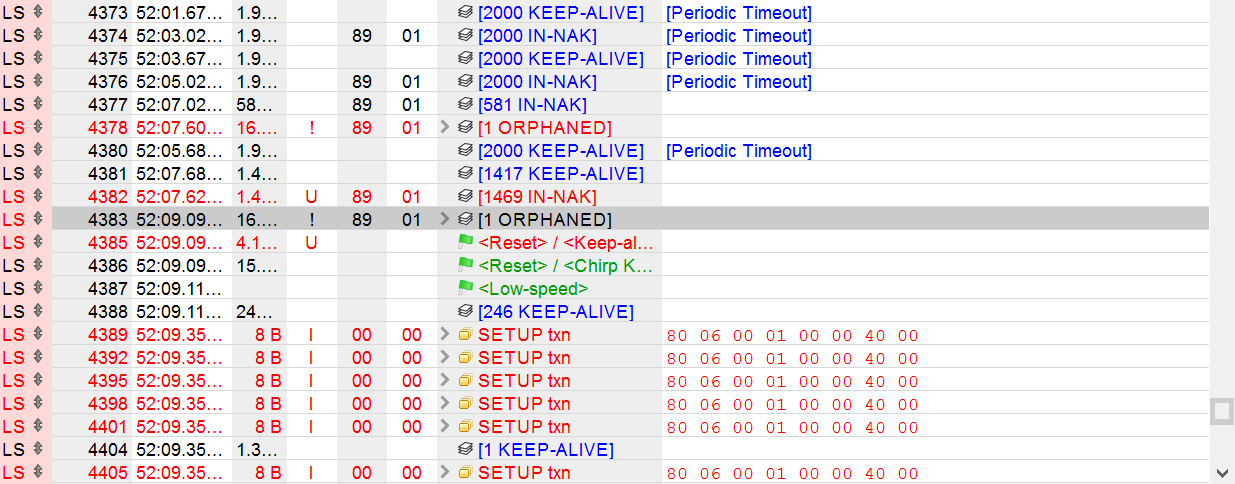 LS 4373 52:01.67... 1.9... [2000 KEEP-ALIVE] [Periodic Timeout]
LS 4374 52:03.02... 1.9... 89 01 [2000 IN-NAK] [Periodic Timeout]
LS 4375 52:03.67... 1.9... [2000 KEEP-ALIVE] [Periodic Timeout]
LS 4376 52:05.02... 1.9... 89 01 [2000 IN-NAK] [Periodic Timeout]
LS 4377 52:07.02... 58... 89 01 [581 IN-NAK]
LS 4378 52:07.60... 16.... ! 89 01 [1 ORPHANED]
LS 4380 52:05.68... 1.9... [2000 KEEP-ALIVE] [Periodic Timeout]
LS 4381 52:07.68... 1.4... [1417 KEEP-ALIVE]
LS 4382 52:07.62... 1.4... U 89 01 [1469 IN-NAK]
LS 4383 52:09.09... 16.... ! 89 01 [1 ORPHANED]
LS 4385 52:09.09... 4.1... U <Reset> / <Keep-al...
LS 4386 52:09.09... 15.... <Reset> / <Chirp K...
LS 4387 52:09.11... <Low-speed>
LS 4388 52:09.11... 24... [246 KEEP-ALIVE]
LS 4389 52:09.35... 8 B I 00 00 SETUP txn 80 06 00 01 00 00 40 00
LS 4392 52:09.35... 8 B I 00 00 SETUP txn 80 06 00 01 00 00 40 00
LS 4395 52:09.35... 8 B I 00 00 SETUP txn 80 06 00 01 00 00 40 00
LS 4398 52:09.35... 8 B I 00 00 SETUP txn 80 06 00 01 00 00 40 00
LS 4401 52:09.35... 8 B I 00 00 SETUP txn 80 06 00 01 00 00 40 00
LS 4404 52:09.35... 1.3... [1 KEEP-ALIVE]
LS 4405 52:09.35... 8 B I 00 00 SETUP txn 80 06 00 01 00 00 40 00